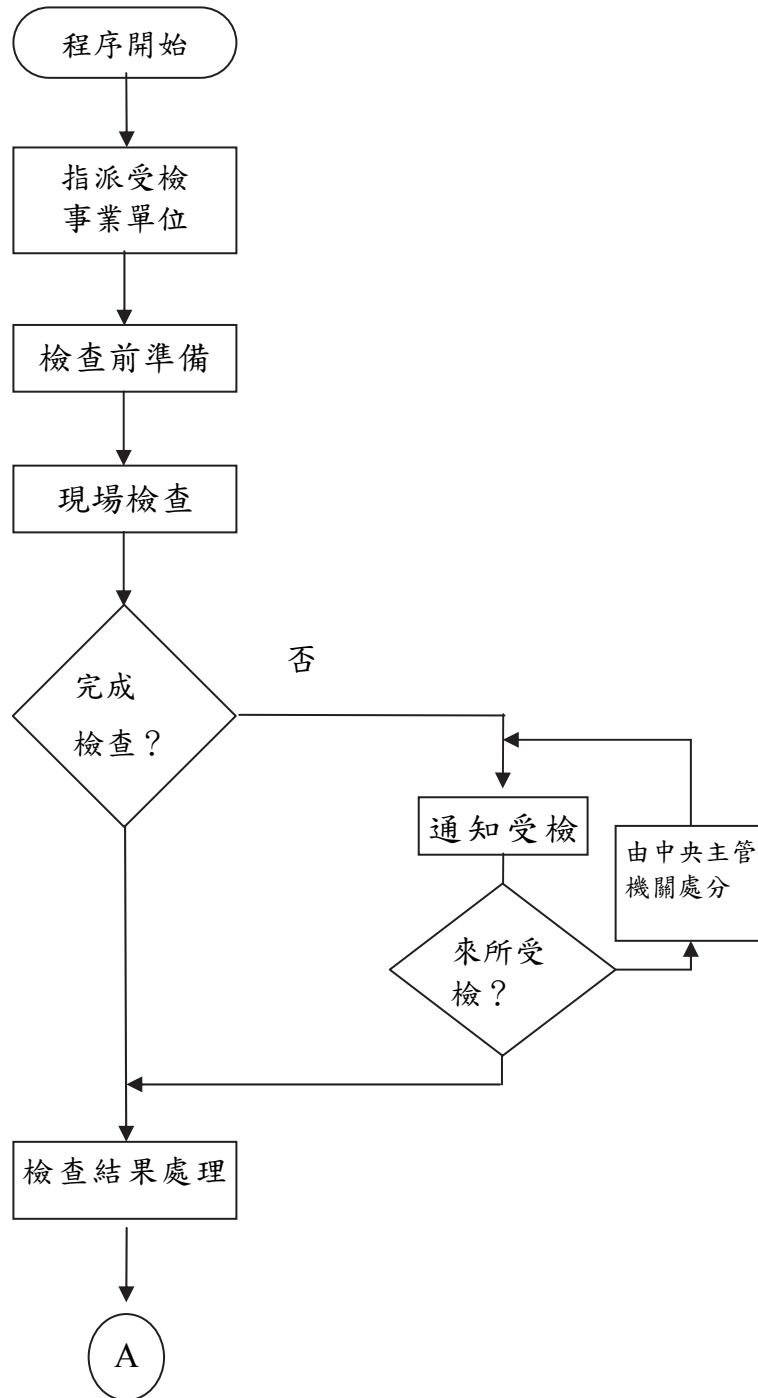 程序開始
指派受檢
事業單位
檢查前準備
現場檢查
否
完成
檢查？
通知受檢
由中央主管
機關處分
來所受
檢？
檢查結果處理
A